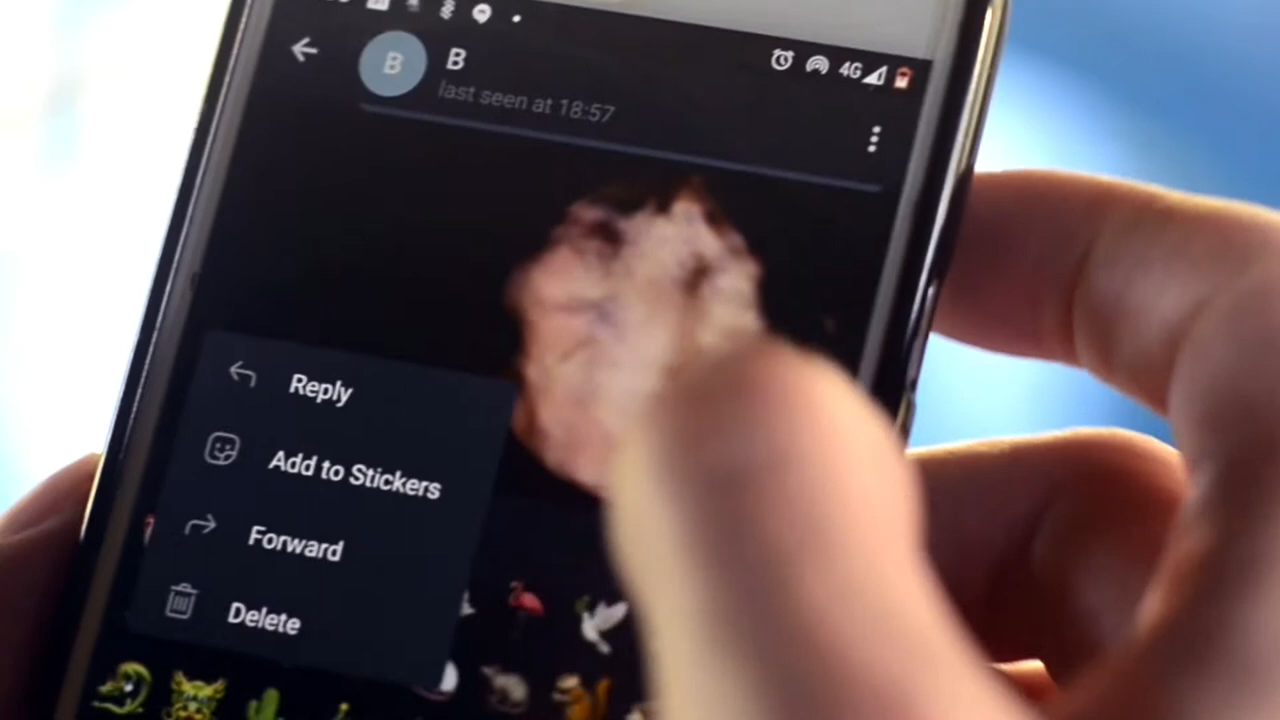 4G
B
B
last seen at 18:57
Reply
Add to Stickers
Forward
Delete